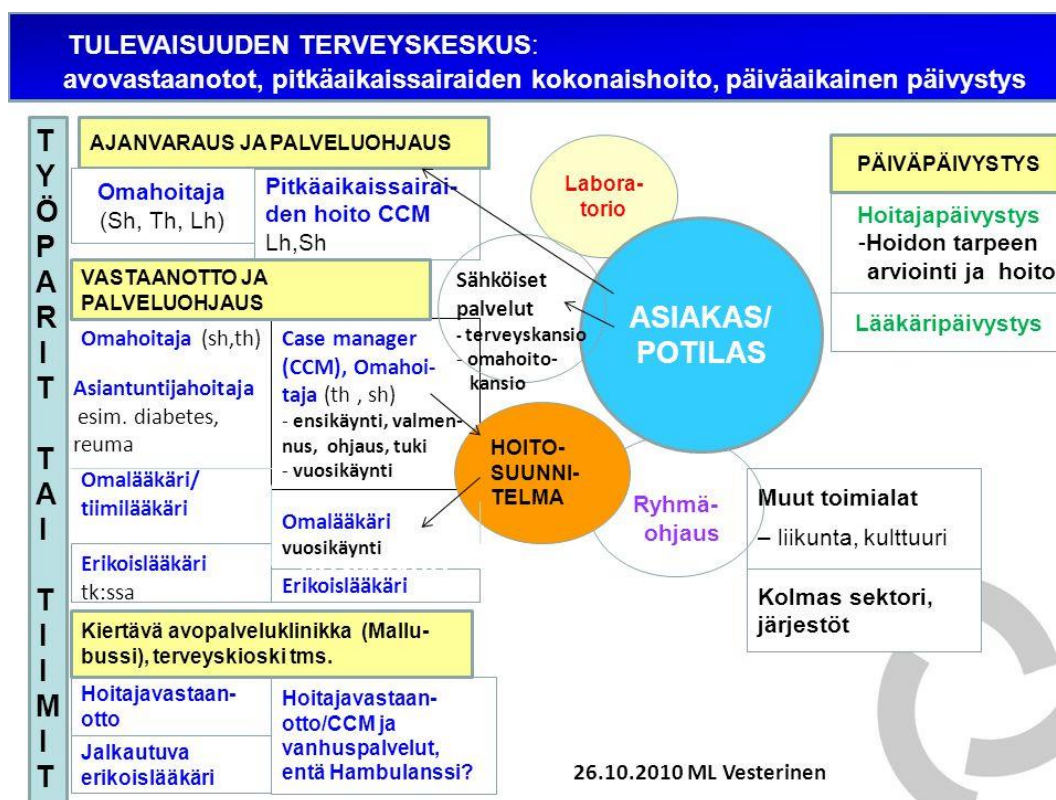 TULEVAISUUDEN TERVEYSKESKUS:
avovastaanotot, pitkäaikaissairaiden kokonaishoito, päiväaikainen päivystys
TYÖPARIT TAI TIIMIT
AJANVARAUS JA PALVELUOHJAUS
Omahoitaja
(Sh, Th, Lh)
Pitkäaikaissairai-
den hoito CCM
Lh,Sh
VASTAANOTTO JA
PALVELUOHJAUS
Omahoitaja (sh,th)
Asiantuntijahoitaja
esim. diabetes,
reuma
Omalääkäri/
tiimilääkäri
Erikoislääkäri
tk:ssa
Case manager
(CCM), Omahoi-
taja (th , sh)
- ensikäynti, valmen-
nus, ohjaus, tuki
- vuosikäynti
Omalääkäri
vuosikäynti
Erikoislääkäri
Kiertävä avopalveluklinikka (Mallu-
bussi), terveyskioski tms.
Hoitajavastaan-
otto
Jalkautuva
erikoislääkäri
Hoitajavastaan-
otto/CCM ja
vanhuspalvelut,
entä Hambulanssi?
Labora-
torio
Sähköiset
palvelut
- terveyskansio
- omahoito-
kansio
ASIAKAS/
POTILAS
HOITO-
SUUNNI-
TELMA
Ryhmä-
ohjaus
PÄIVÄPÄIVYSTYS
Hoitajapäivystys
-Hoidon tarpeen
arviointi ja hoito
Lääkäripäivystys
Muut toimialat
– liikunta, kulttuuri
Kolmas sektori,
järjestöt
26.10.2010 ML Vesterinen